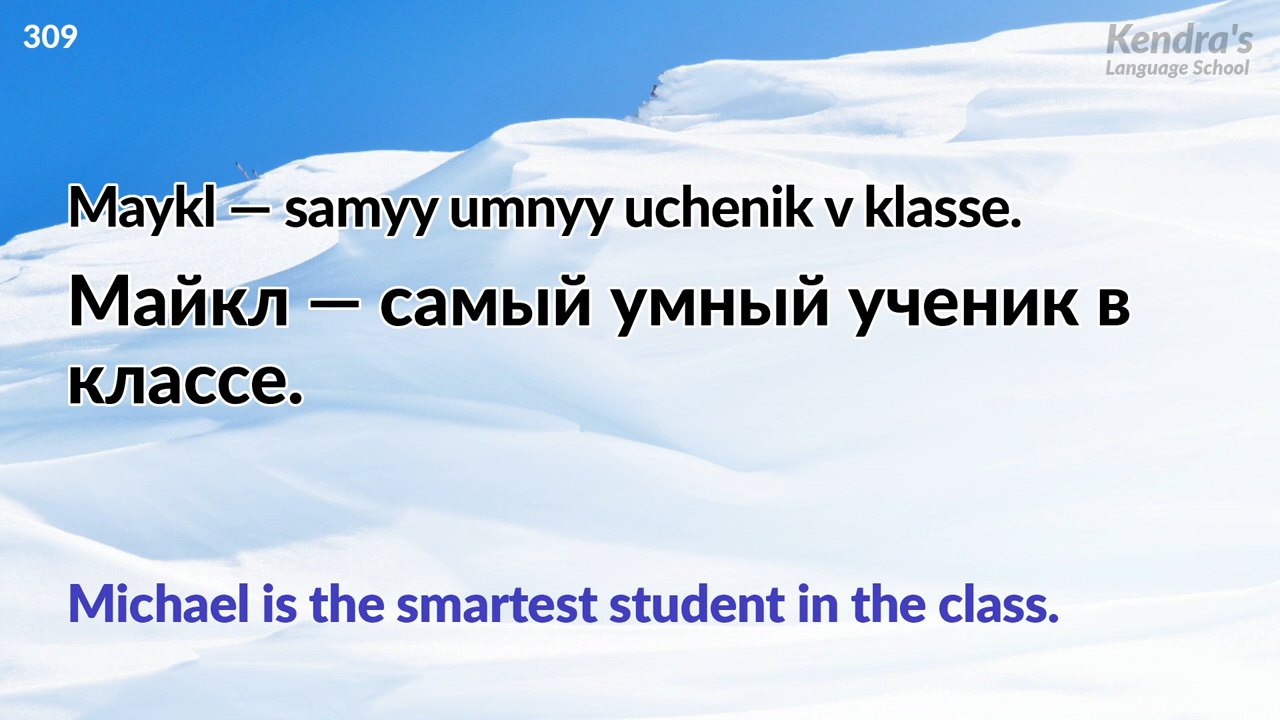 309
Kendra's
Language School
Maykl — samyy umnyy uchenik v klasse.
Майкл — самый умный ученик в
классе.
Michael is the smartest student in the class.